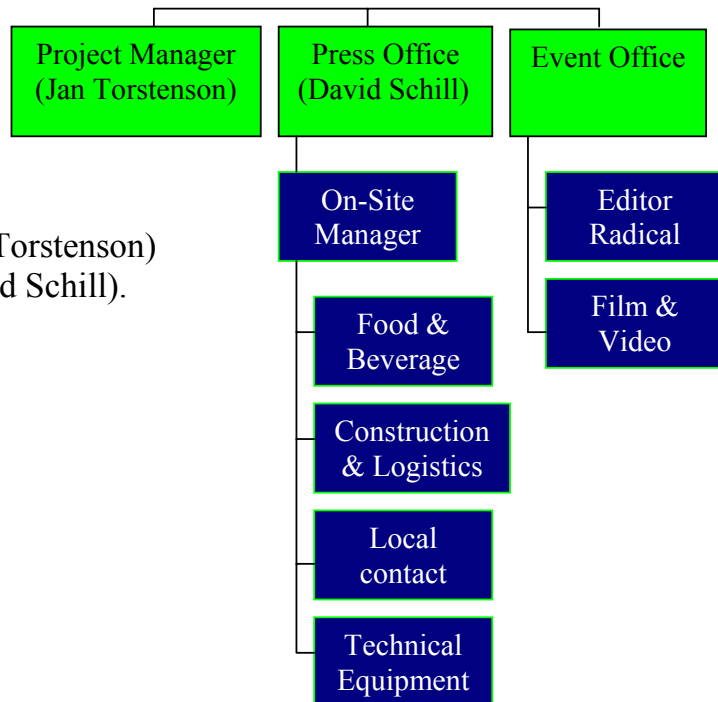 Project Manager
(Jan Torstenson)
Press Office
(David Schill)
Event Office
On-Site
Manager
Editor
Radical
Torstenson)
d Schill).
Food &
Beverage
Film &
Video
Construction
& Logistics
Local
contact
Technical
Equipment